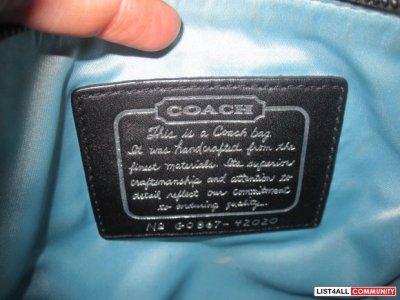 COACH
This is a Coach bag.
It was handcrafted from the
finest materials. Its superior
craftsmanship and attention to
detail reflect our commitment
to enduring quality.
No G0867-42020
LIST4ALL COMMUNITY